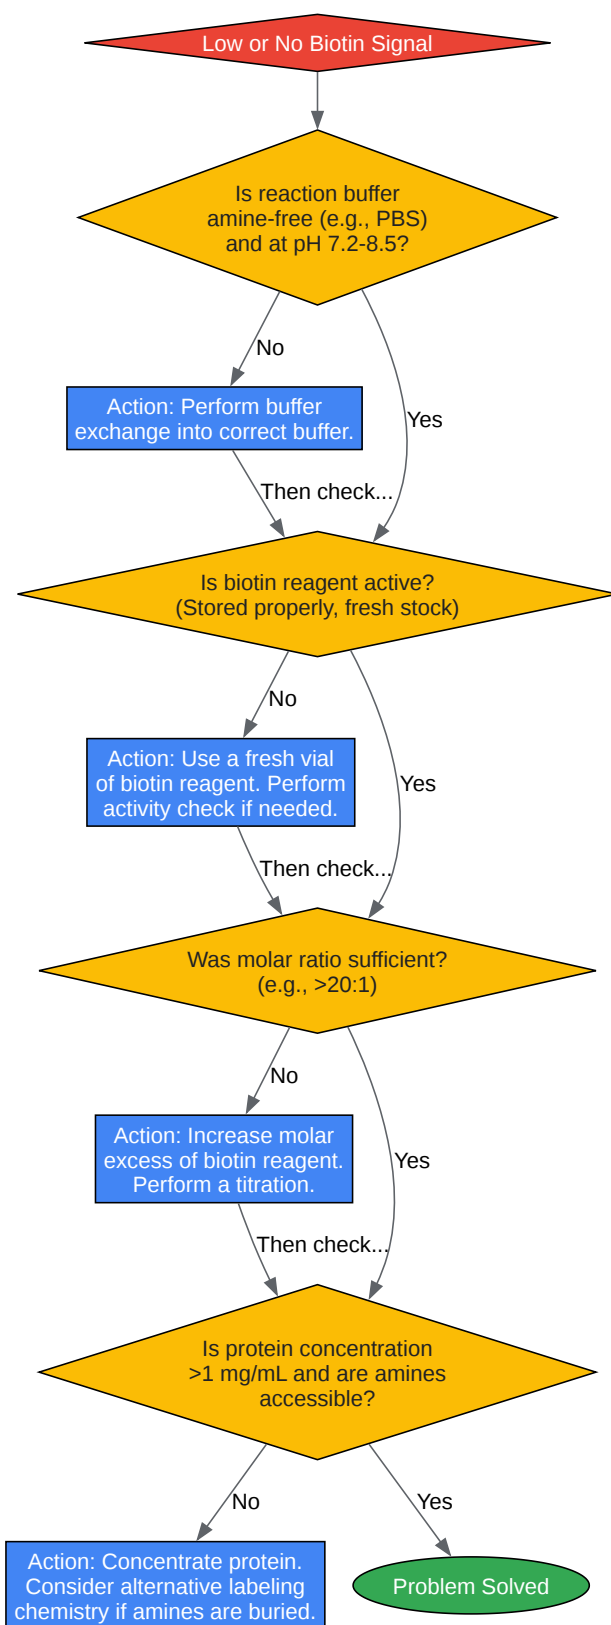 Low or No Biotin Signal
Is reaction buffer
amine-free (e.g., PBS)
and at pH 7.2-8.5?
No
Yes
Action: Perform buffer
exchange into correct buffer.
Then check...
Is biotin reagent active?
(Stored properly, fresh stock)
No
Yes
Action: Use a fresh vial
of biotin reagent. Perform
activity check if needed.
Then check...
Was molar ratio sufficient?
(e.g., >20:1)
No
Yes
Action: Increase molar
excess of biotin reagent.
Perform a titration.
Then check...
Is protein concentration
>1 mg/mL and are amines
accessible?
No
Yes
Action: Concentrate protein.
Consider alternative labeling
chemistry if amines are buried.
Problem Solved